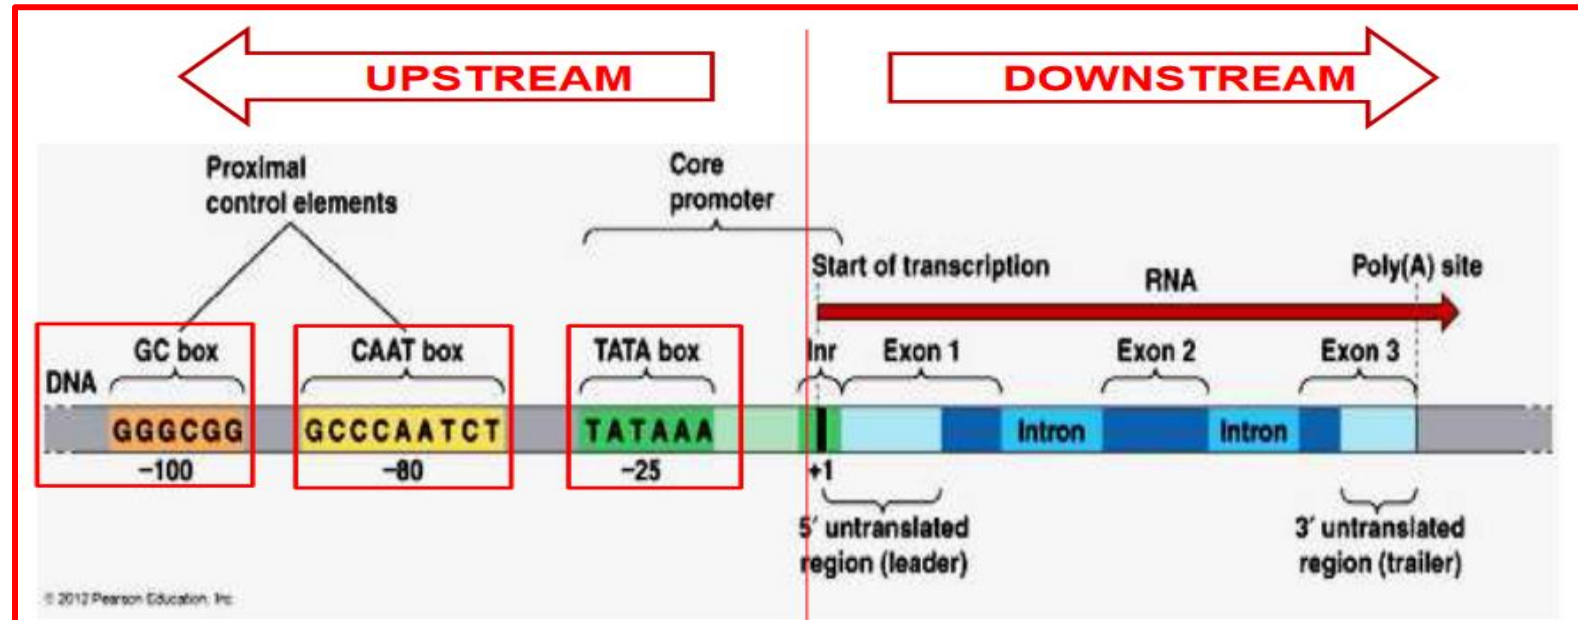 UPSTREAM
DOWNSTREAM
Proximal
control elements
Core
promoter
Start of transcription
RNA
Poly(A) site
GC box
CAAT box
TATA box
Inr
Exon 1
Exon 2
Exon 3
DNA
GGGCGG
GCCCAATCT
TATAAA
Intron
Intron
–100
–80
–25
+1
5′ untranslated
region (leader)
3′ untranslated
region (trailer)
© 2012 Pearson Education, Inc.